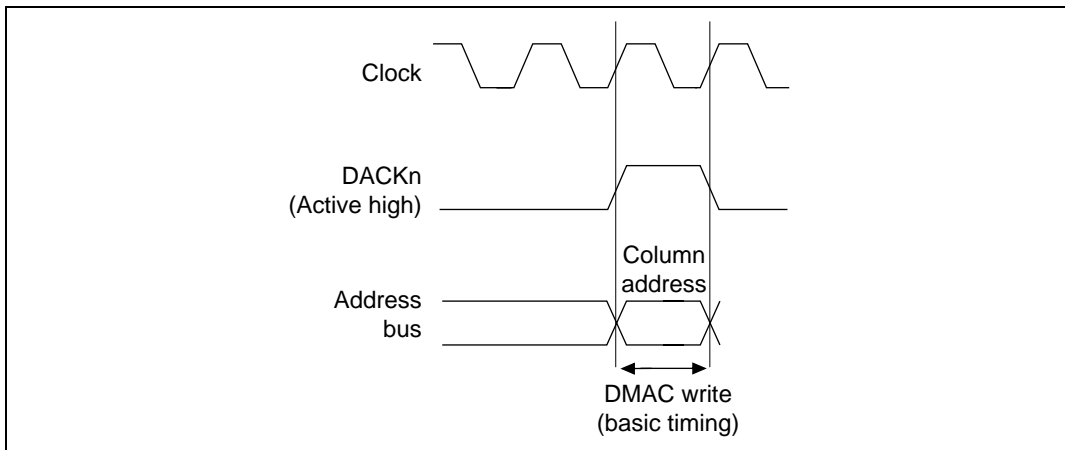 Clock
DACKn
(Active high)
Column
address
Address
bus
DMAC write
(basic timing)